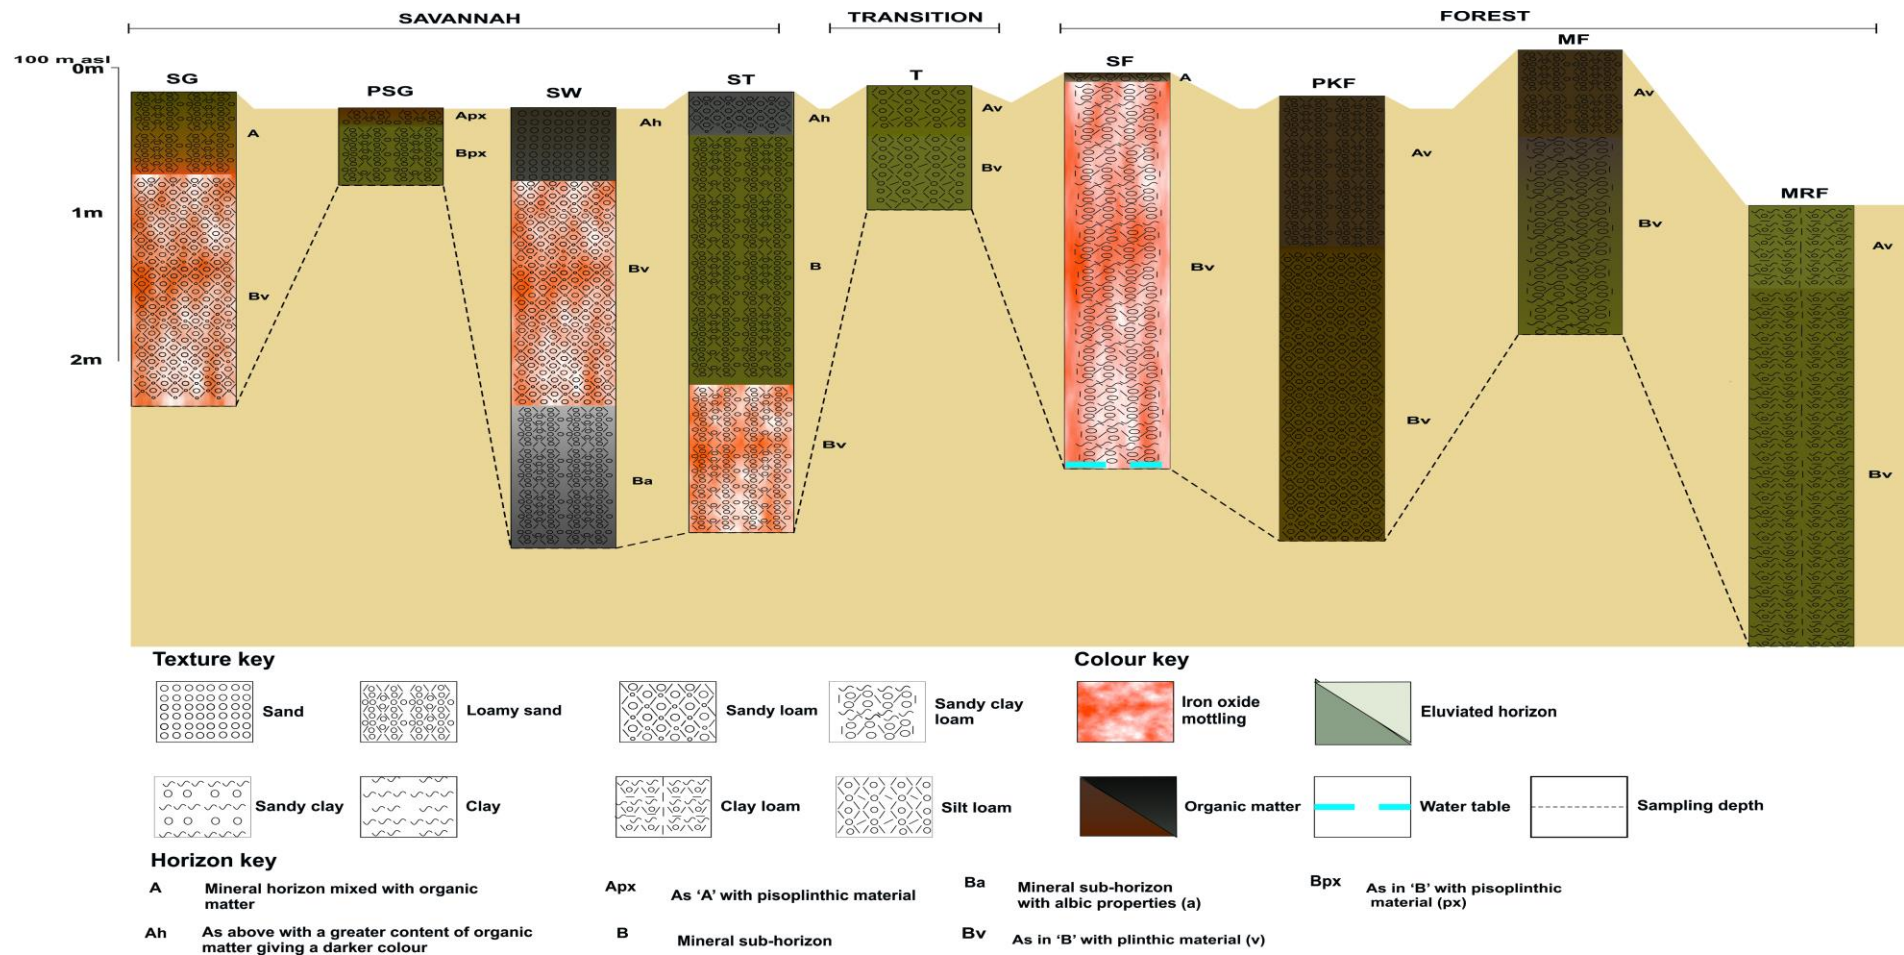 SAVANNAH
TRANSITION
FOREST
100 m asl
0m
1m
2m
SG
A
Bv
PSG
Apx
Bpx
SW
Ah
Bv
Ba
ST
Ah
B
Bv
T
Av
Bv
SF
A
Bv
PKF
Av
Bv
MF
Av
Bv
MRF
Av
Bv
Texture key
Sand
Loamy sand
Sandy loam
Sandy clay
loam
Sandy clay
Clay
Clay loam
Silt loam
Colour key
Iron oxide
mottling
Eluviated horizon
Organic matter
Water table
Sampling depth
Horizon key
A
Mineral horizon mixed with organic
matter
Apx
As ‘A’ with pisoplinthic material
Ba
Mineral sub-horizon
with albic properties (a)
Bpx
As in ‘B’ with pisoplinthic
material (px)
Ah
As above with a greater content of organic
matter giving a darker colour
B
Mineral sub-horizon
Bv
As in ‘B’ with plinthic material (v)